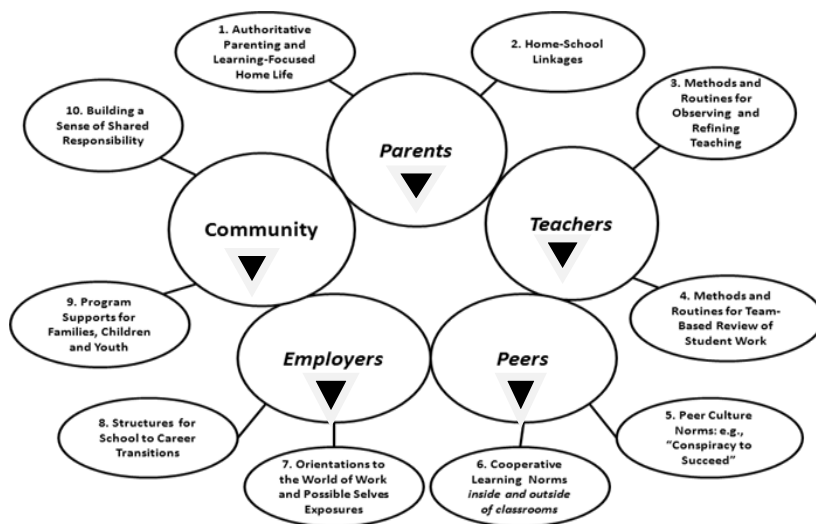 1. Authoritative
Parenting and
Learning-Focused
Home Life
2. Home-School
Linkages
3. Methods and
Routines for
Observing and
Refining
Teaching
10. Building a
Sense of Shared
Responsibility
Parents
Community
Teachers
9. Program
Supports for
Families, Children
and Youth
4. Methods and
Routines for Team-
Based Review of
Student Work
Employers
Peers
8. Structures for
School to Career
Transitions
5. Peer Culture
Norms: e.g.,
"Conspiracy to
Succeed"
7. Orientations to
the World of Work
and Possible Selves
Exposures
6. Cooperative
Learning Norms
inside and outside
of classrooms